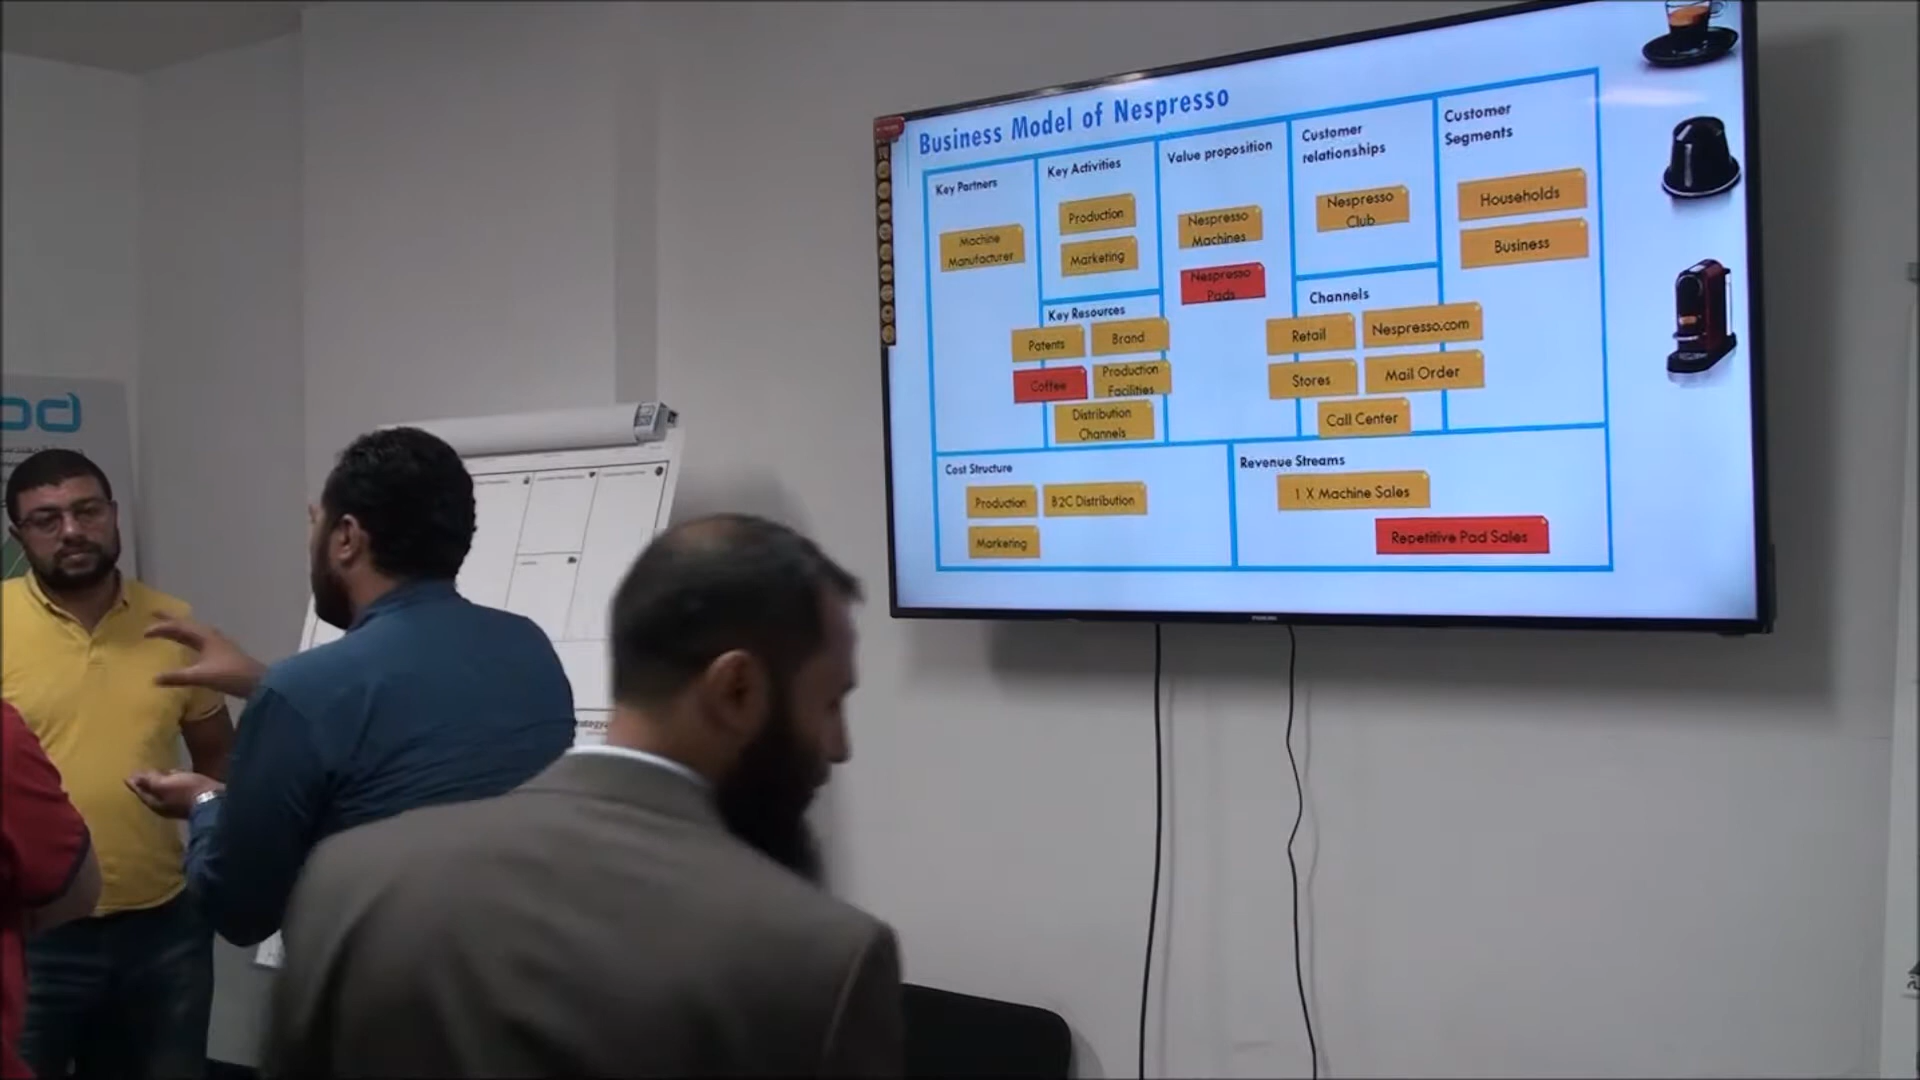 Business Model of Nespresso
Key Partners
Machine
Manufacturer
Key Activities
Production
Marketing
Key Resources
Patents
Brand
Coffee
Production
Facilities
Distribution
Channels
Value proposition
Nespresso
Machines
Nespresso
Pads
Customer
relationships
Nespresso
Club
Channels
Retail
Nespresso.com
Stores
Mail Order
Call Center
Customer
Segments
Households
Business
Cost Structure
Production
B2C Distribution
Marketing
Revenue Streams
1 X Machine Sales
Repetitive Pad Sales